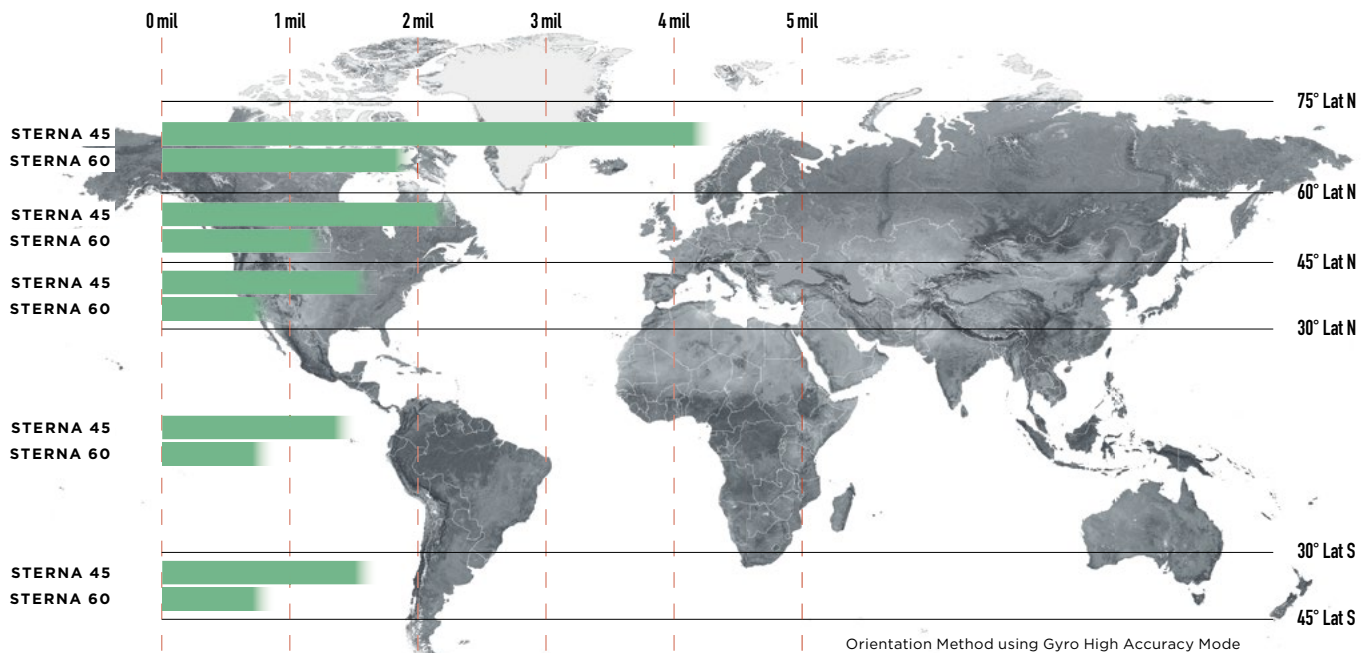 0 mil 1 mil 2 mil 3 mil 4 mil 5 mil
75° Lat N
STERNA 45
STERNA 60
60° Lat N
STERNA 45
STERNA 60
45° Lat N
STERNA 45
STERNA 60
30° Lat N
STERNA 45
STERNA 60
30° Lat S
STERNA 45
STERNA 60
45° Lat S
Orientation Method using Gyro High Accuracy Mode